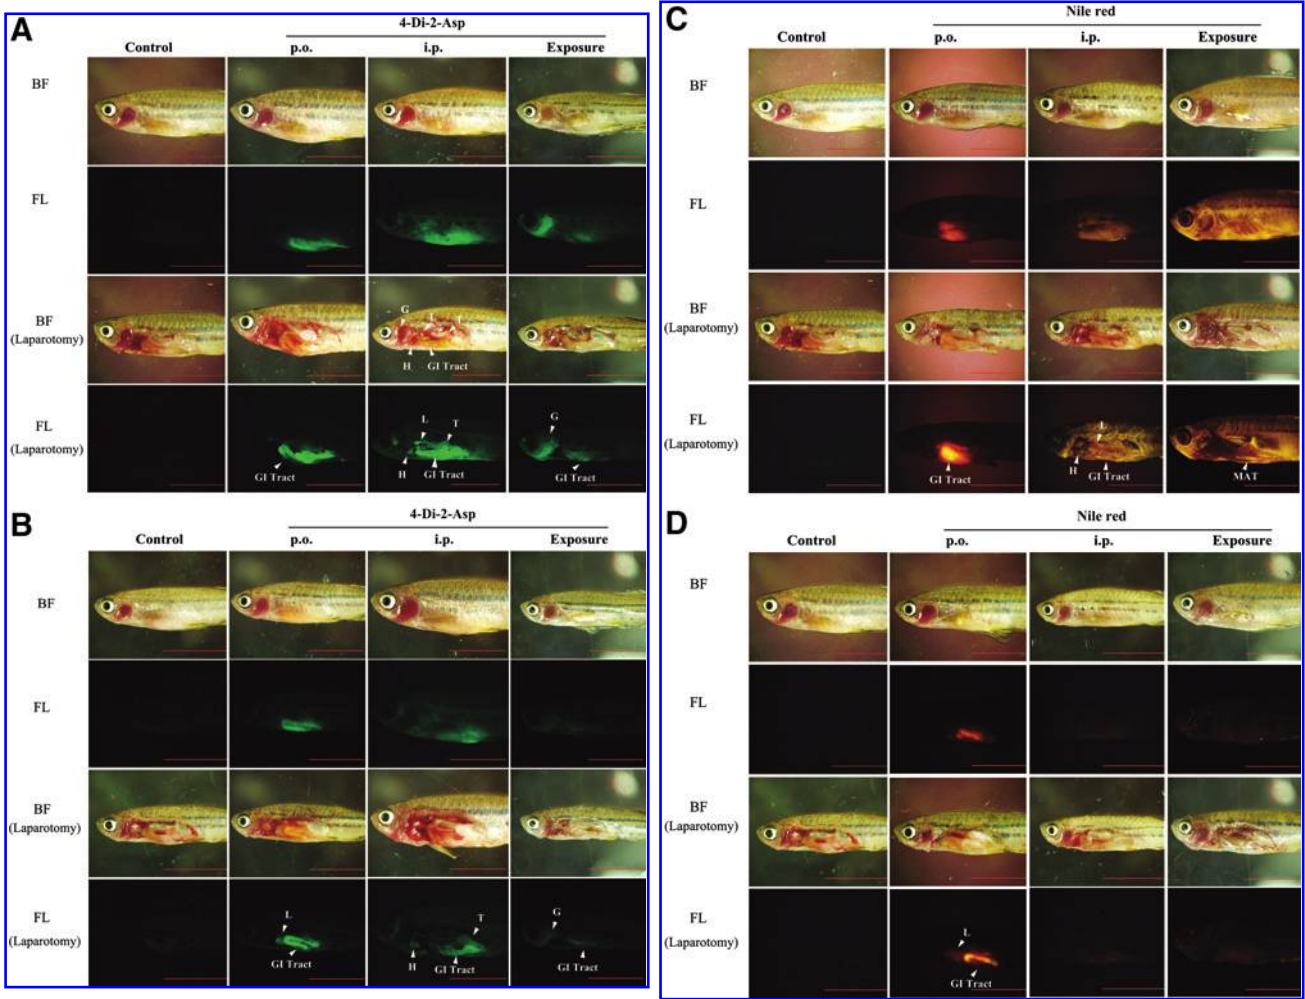 A
4-Di-2-Asp
Control p.o. i.p. Exposure
BF
FL
BF
(Laparotomy)
G L T
H GI Tract
FL
(Laparotomy)
L T G
GI Tract H GI Tract GI Tract
B
4-Di-2-Asp
Control p.o. i.p. Exposure
BF
FL
BF
(Laparotomy)
FL
(Laparotomy)
L T G
GI Tract H GI Tract GI Tract
C
Nile red
Control p.o. i.p. Exposure
BF
FL
BF
(Laparotomy)
FL
(Laparotomy)
L
GI Tract H GI Tract MAT
D
Nile red
Control p.o. i.p. Exposure
BF
FL
BF
(Laparotomy)
FL
(Laparotomy)
L
GI Tract